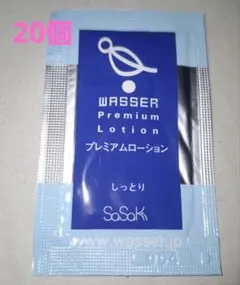 20個
WASSER
Premium
Lotion
プレミアムローション
しっとり
SaSaKi
www.wasser.jp